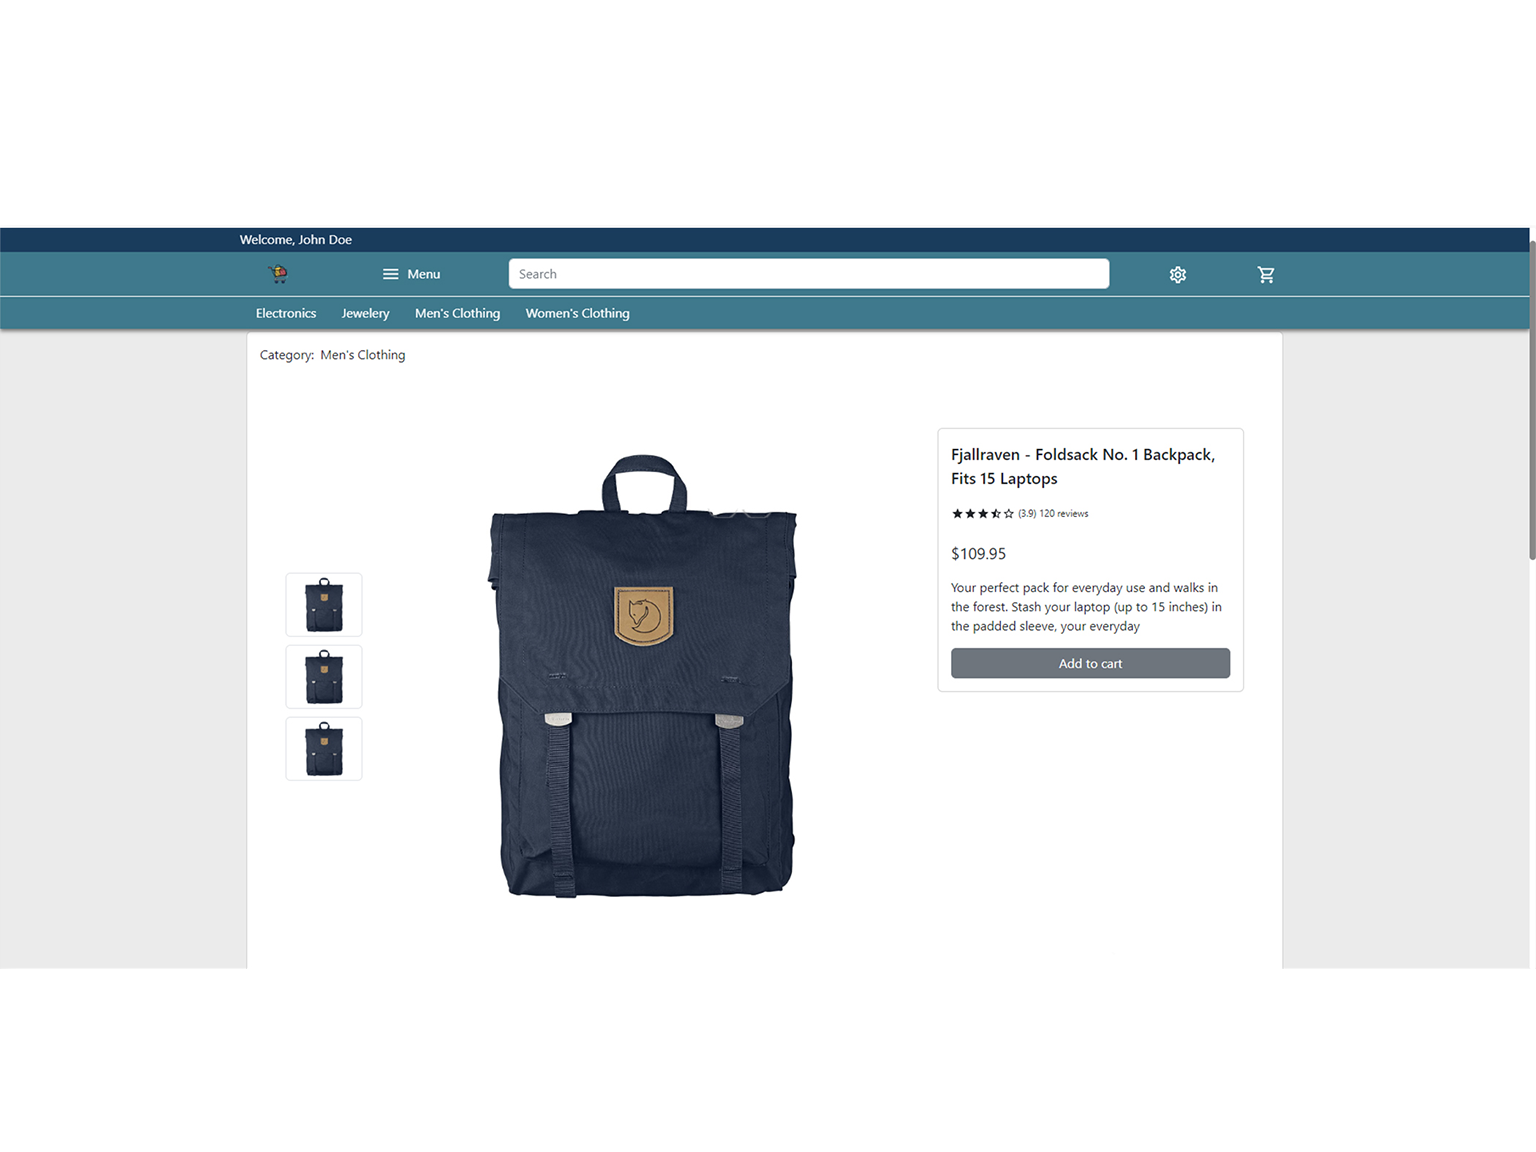 Welcome, John Doe
Menu
Search
Electronics
Jewelery
Men's Clothing
Women's Clothing
Category: Men's Clothing
Fjallraven - Foldsack No. 1 Backpack,
Fits 15 Laptops
(3.9) 120 reviews
$109.95
Your perfect pack for everyday use and walks in
the forest. Stash your laptop (up to 15 inches) in
the padded sleeve, your everyday
Add to cart